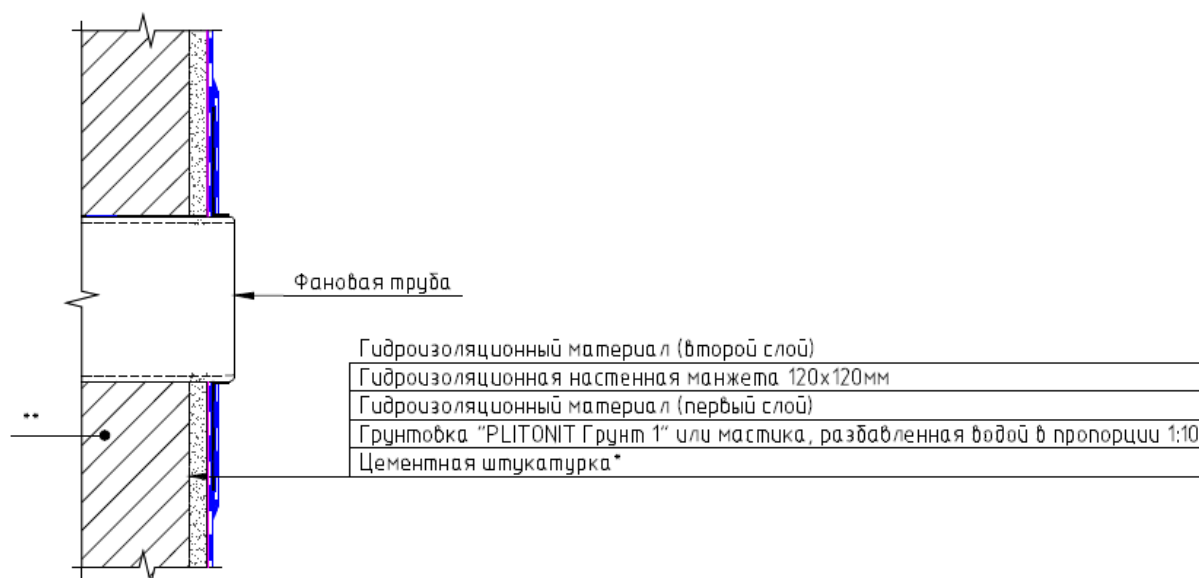 Фановая труба
Гидроизоляционный материал (второй слой)
Гидроизоляционная настенная манжета 120х120мм
Гидроизоляционный материал (первый слой)
Грунтовка "PLITONIT Грунт 1" или мастика, разбавленная водой в пропорции 1:10
Цементная штукатурка*
**